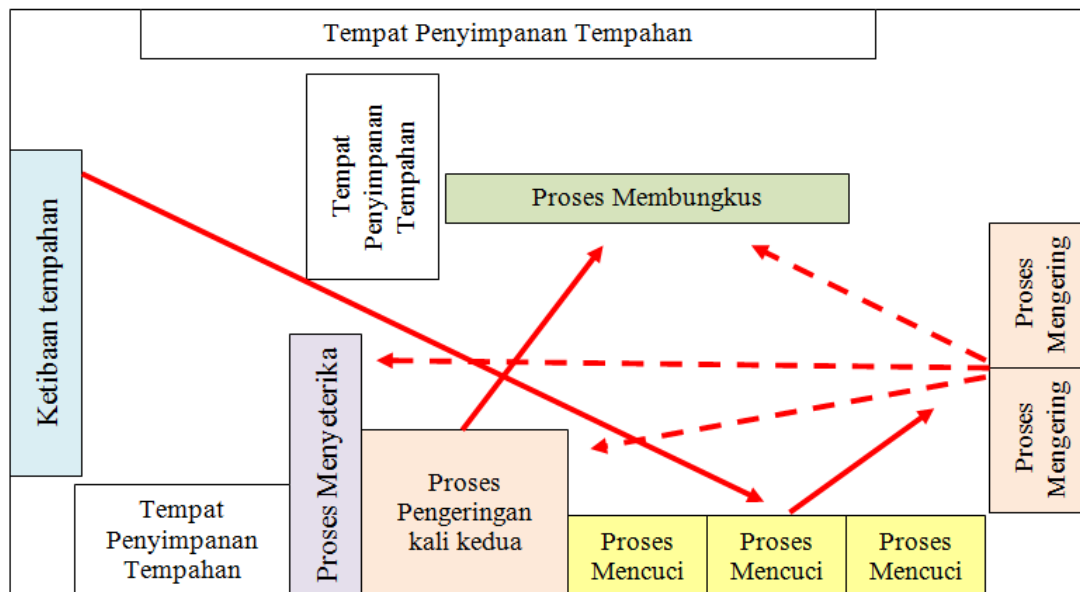 Tempat Penyimpanan Tempahan
Tempat
Penyimpanan
Tempahan
Proses Membungkus
Ketibaan tempahan
Proses
Mengering
Proses
Mengering
Proses Menyeterika
Proses
Pengeringan
kali kedua
Tempat
Penyimpanan
Tempahan
Proses
Mencuci
Proses
Mencuci
Proses
Mencuci